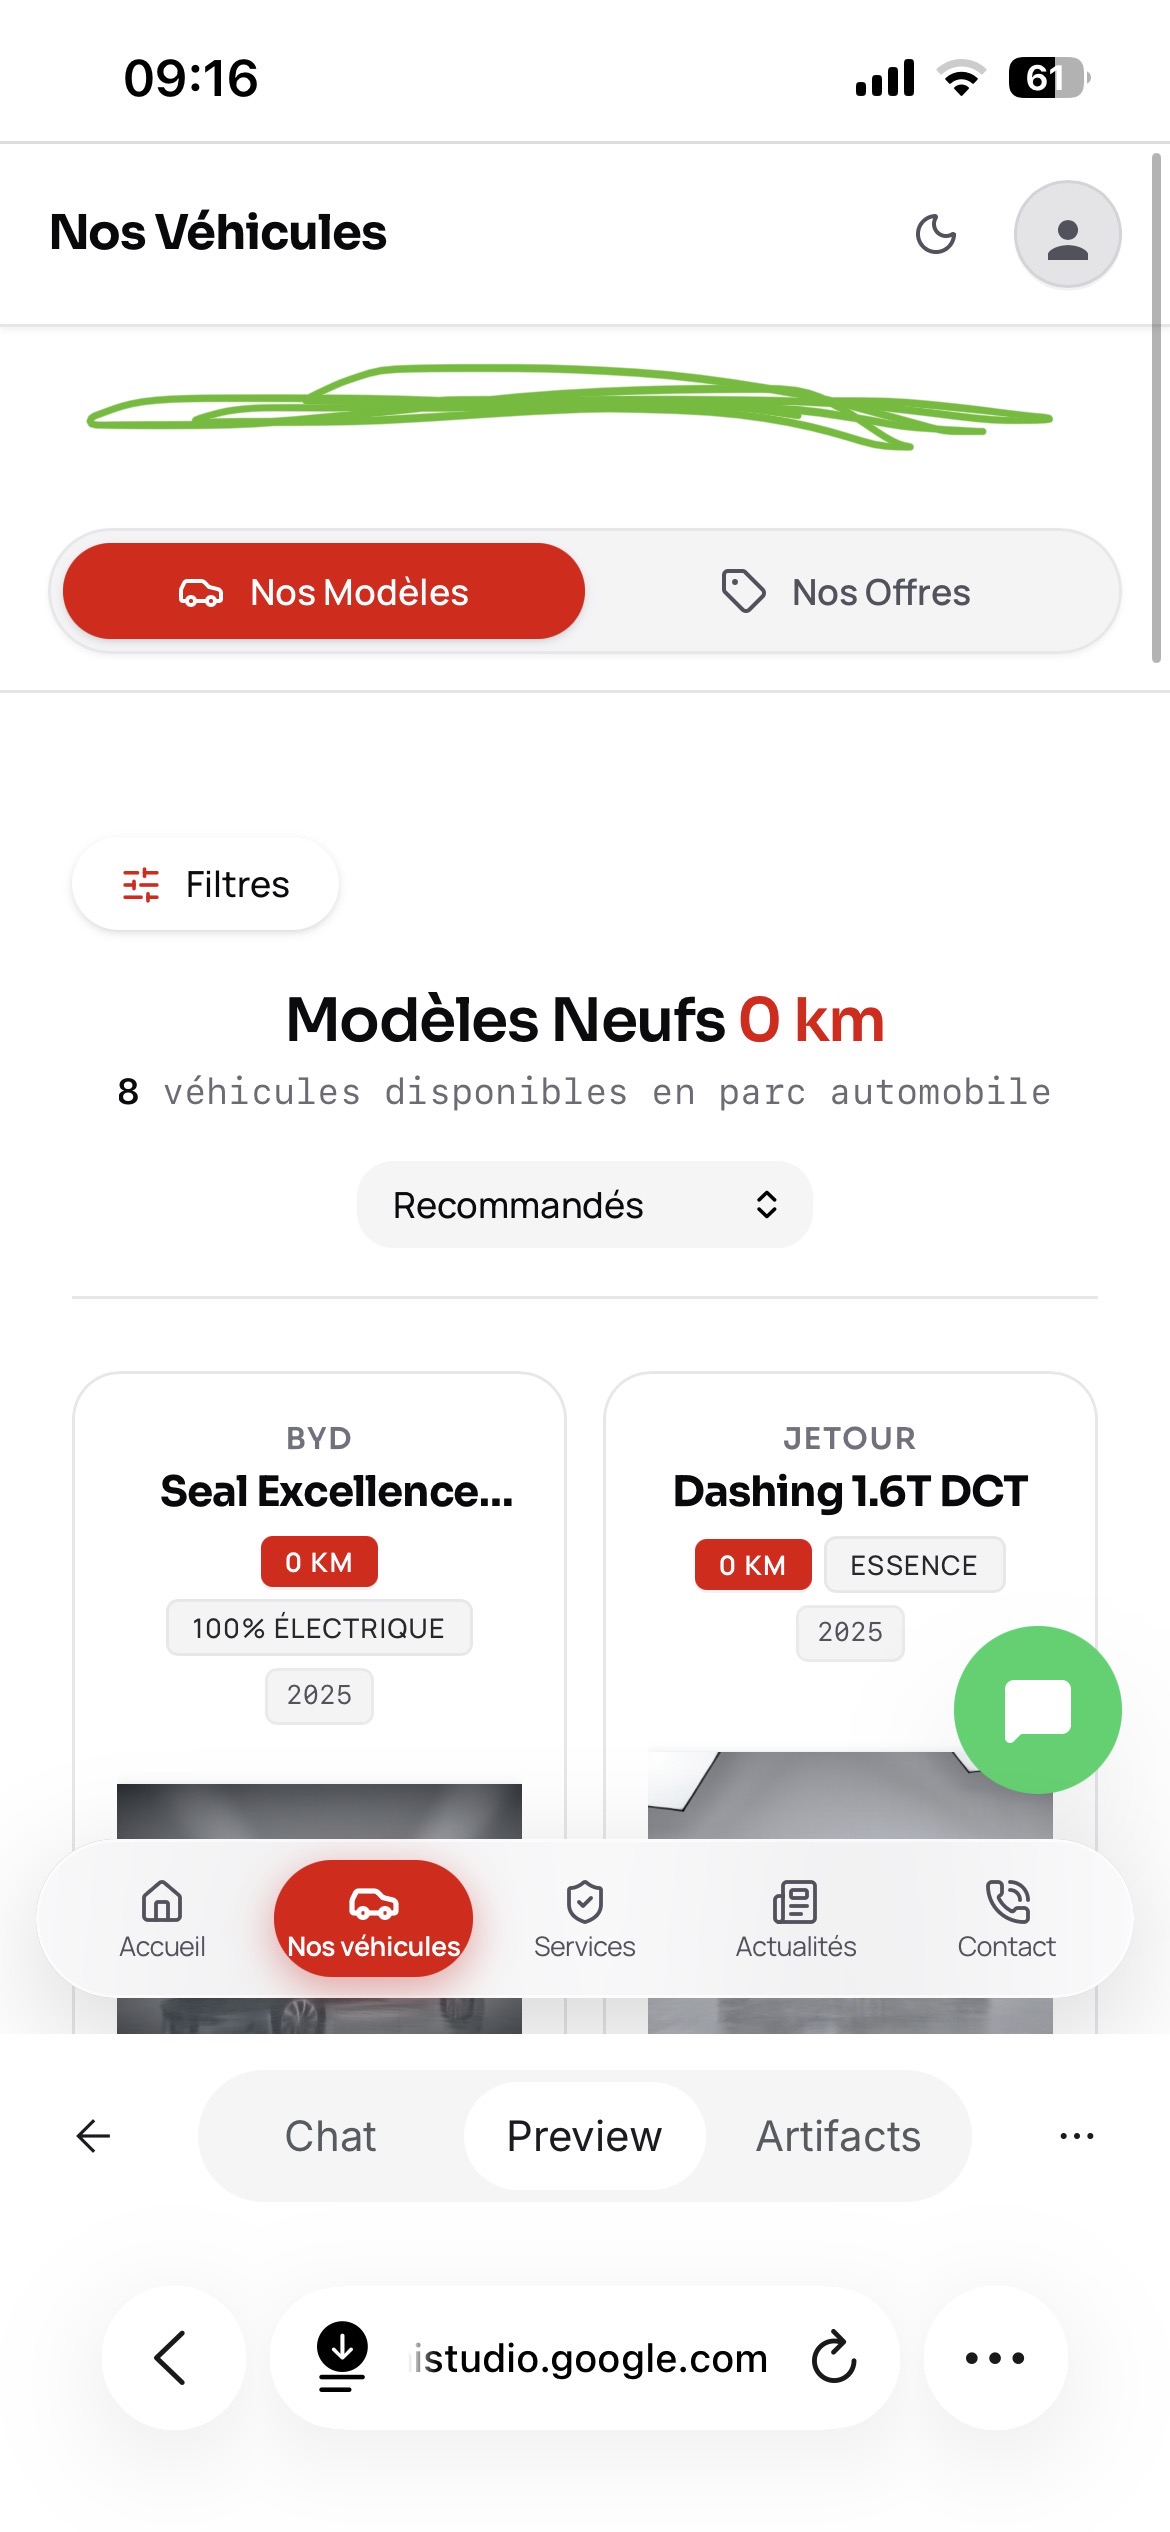 09:16
61
Nos Véhicules
Nos Modèles
Nos Offres
Filtres
Modèles Neufs 0 km
8 véhicules disponibles en parc automobile
Recommandés
BYD
Seal Excellence...
0 KM
100% ÉLECTRIQUE
2025
JETOUR
Dashing 1.6T DCT
0 KM ESSENCE
2025
Accueil
Nos véhicules
Services
Actualités
Contact
Chat
Preview
Artifacts
istudio.google.com